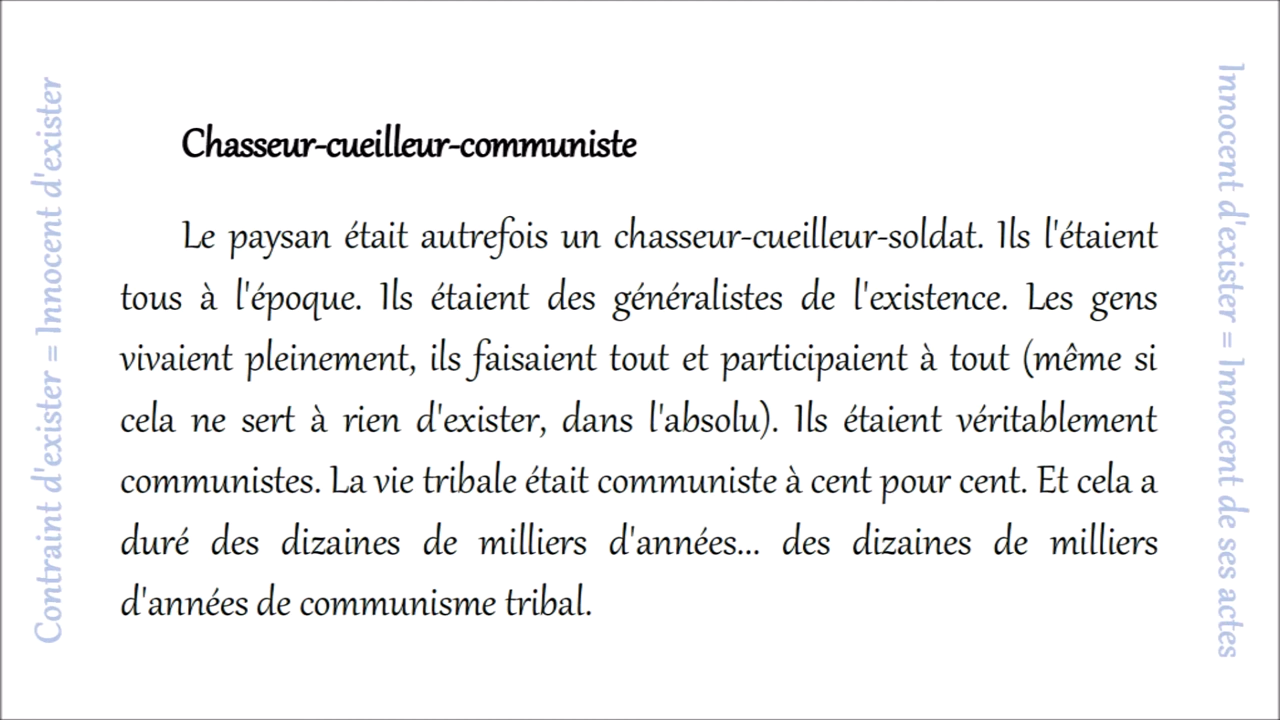 Contraint d'exister = Innocent d'exister
Chasseur-cueilleur-communiste
Le paysan était autrefois un chasseur-cueilleur-soldat. Ils l'étaient
tous à l'époque. Ils étaient des généralistes de l'existence. Les gens
vivaient pleinement, ils faisaient tout et participaient à tout (même si
cela ne sert à rien d'exister, dans l'absolu). Ils étaient véritablement
communistes. La vie tribale était communiste à cent pour cent. Et cela a
duré des dizaines de milliers d'années... des dizaines de milliers
d'années de communisme tribal.
Innocent d'exister = Innocent de ses actes